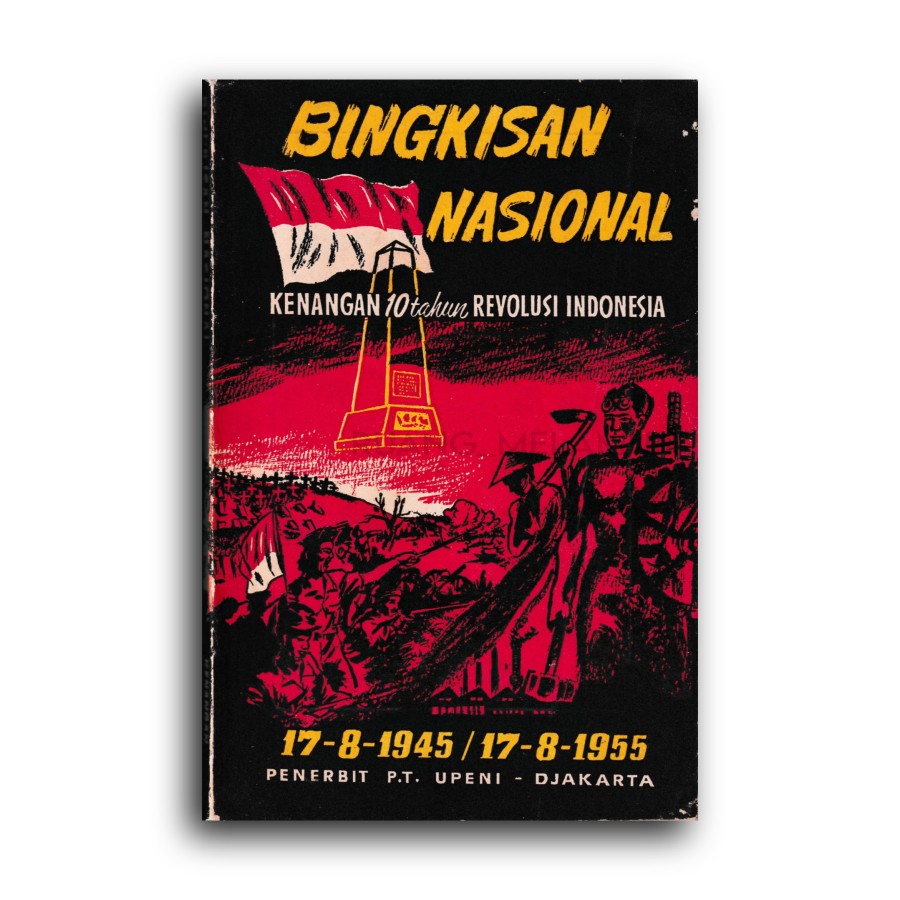 BINGKISAN
NASIONAL
KENANGAN 10 tahun REVOLUSI INDONESIA
17-8-1945 / 17-8-1955
PENERBIT P.T. UPENI - DJAKARTA